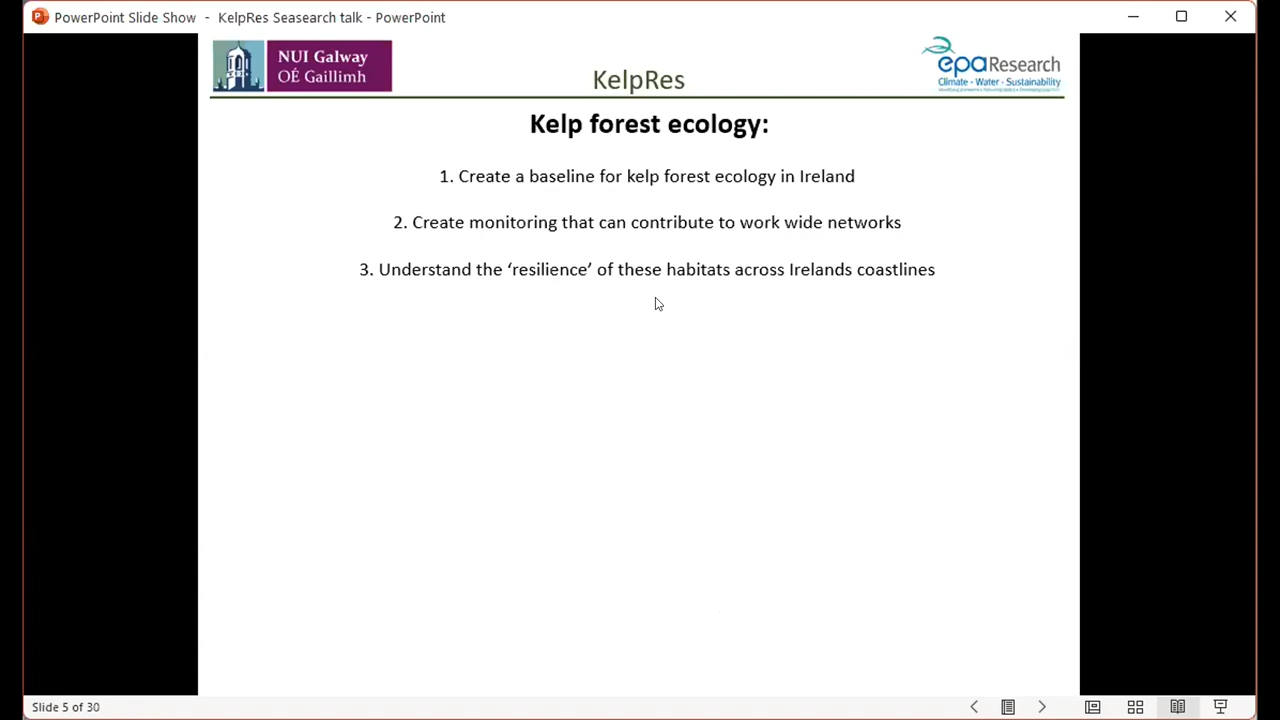 PowerPoint Slide Show - KelpRes Seasearch talk - PowerPoint
NUI Galway
OÉ Gaillimh
KelpRes
epaResearch
Climate - Water - Sustainability
Kelp forest ecology:
1. Create a baseline for kelp forest ecology in Ireland
2. Create monitoring that can contribute to work wide networks
3. Understand the ‘resilience’ of these habitats across Irelands coastlines
Slide 5 of 30